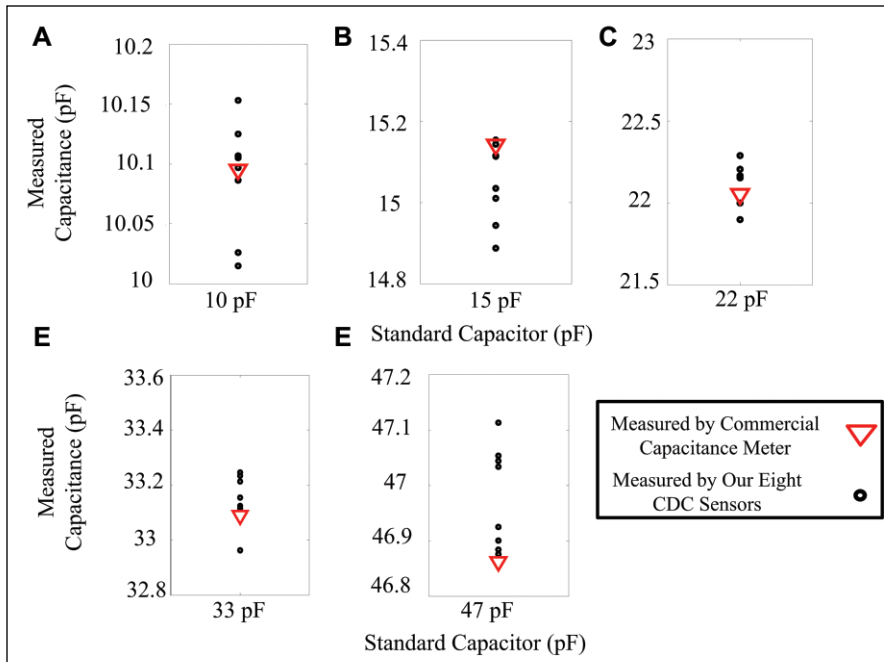 A
B
C
10.2
10.15
10.1
10.05
10
Measured
Capacitance (pF)
10 pF
15.4
15.2
15
14.8
15 pF
23
22.5
22
21.5
22 pF
Standard Capacitor (pF)
E
E
33.6
33.4
33.2
33
32.8
Measured
Capacitance (pF)
33 pF
47.2
47.1
47
46.9
46.8
47 pF
Standard Capacitor (pF)
Measured by Commercial
Capacitance Meter
Measured by Our Eight
CDC Sensors